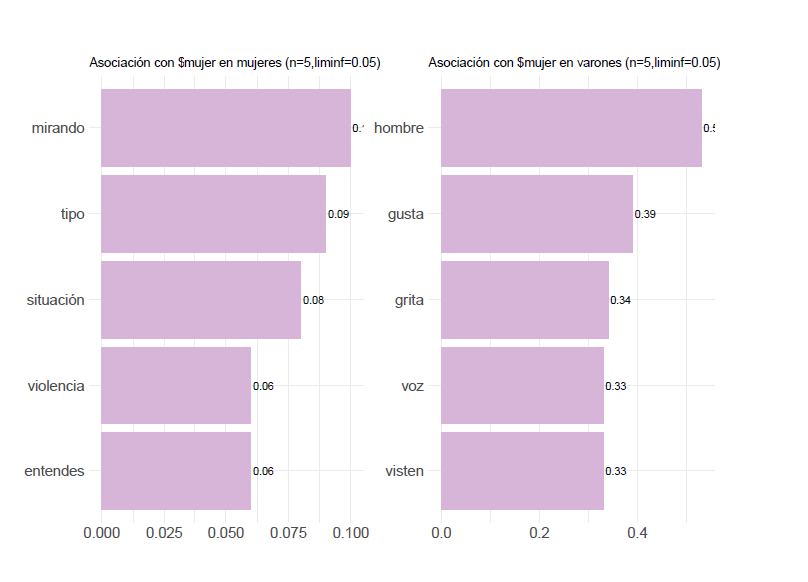 Asociación con $mujer en mujeres (n=5,liminf=0.05)
mirando
tipo 0.09
situación 0.08
violencia 0.06
entendes 0.06
0.000 0.025 0.050 0.075 0.100
Asociación con $mujer en varones (n=5,liminf=0.05)
hombre
gusta 0.39
grita 0.34
voz 0.33
visten 0.33
0.0 0.2 0.4